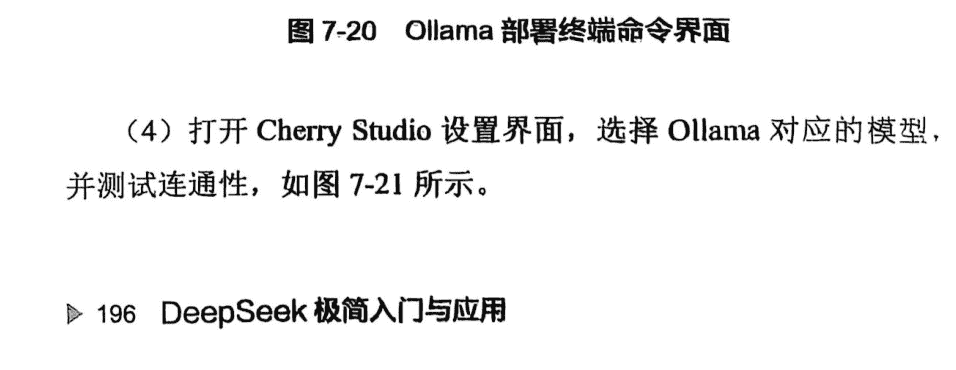 图 7-20 Ollama 部署终端命令界面
（4）打开 Cherry Studio 设置界面，选择 Ollama 对应的模型，
并测试连通性，如图 7-21 所示。
▶ 196 DeepSeek 极简入门与应用